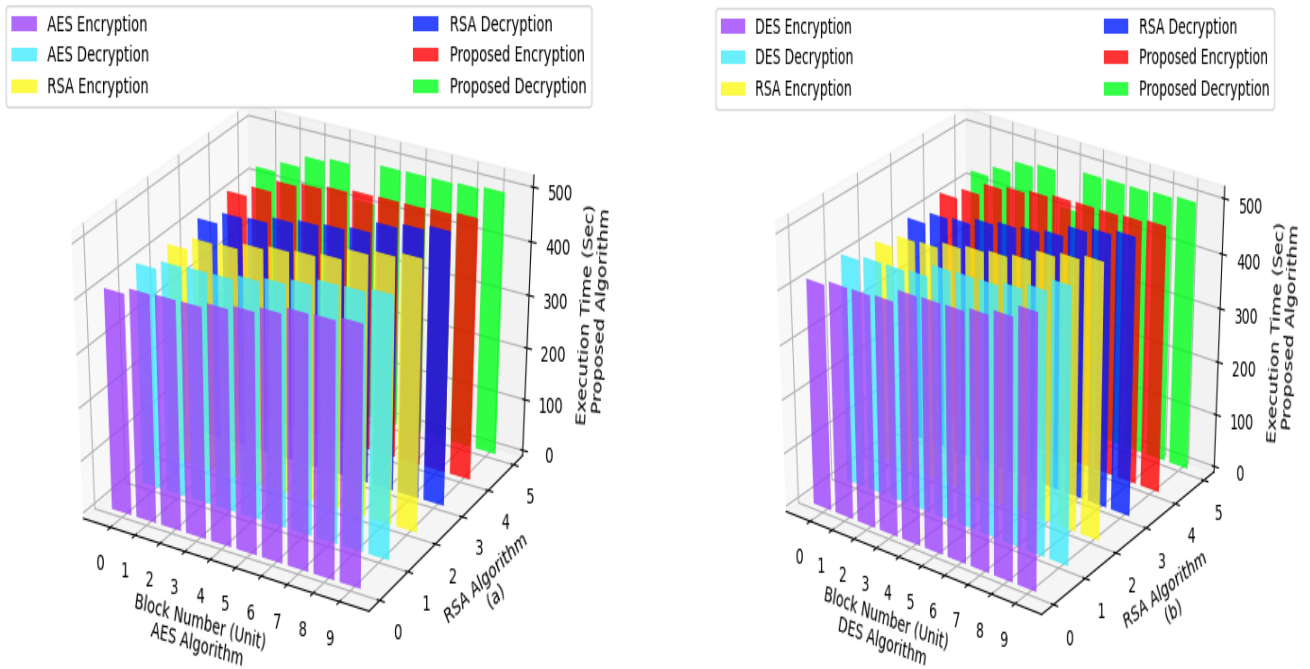 AES Encryption
AES Decryption
RSA Encryption
RSA Decryption
Proposed Encryption
Proposed Decryption
500
400
300
200
100
0
Execution Time (Sec)
Proposed Algorithm
0
1
2
3
4
5
6
7
8
9
Block Number (Unit)
AES Algorithm
0
1
2
3
4
5
RSA Algorithm
(a)
DES Encryption
DES Decryption
RSA Encryption
RSA Decryption
Proposed Encryption
Proposed Decryption
500
400
300
200
100
0
Execution Time (Sec)
Proposed Algorithm
0
1
2
3
4
5
6
7
8
9
Block Number (Unit)
DES Algorithm
0
1
2
3
4
5
RSA Algorithm
(b)